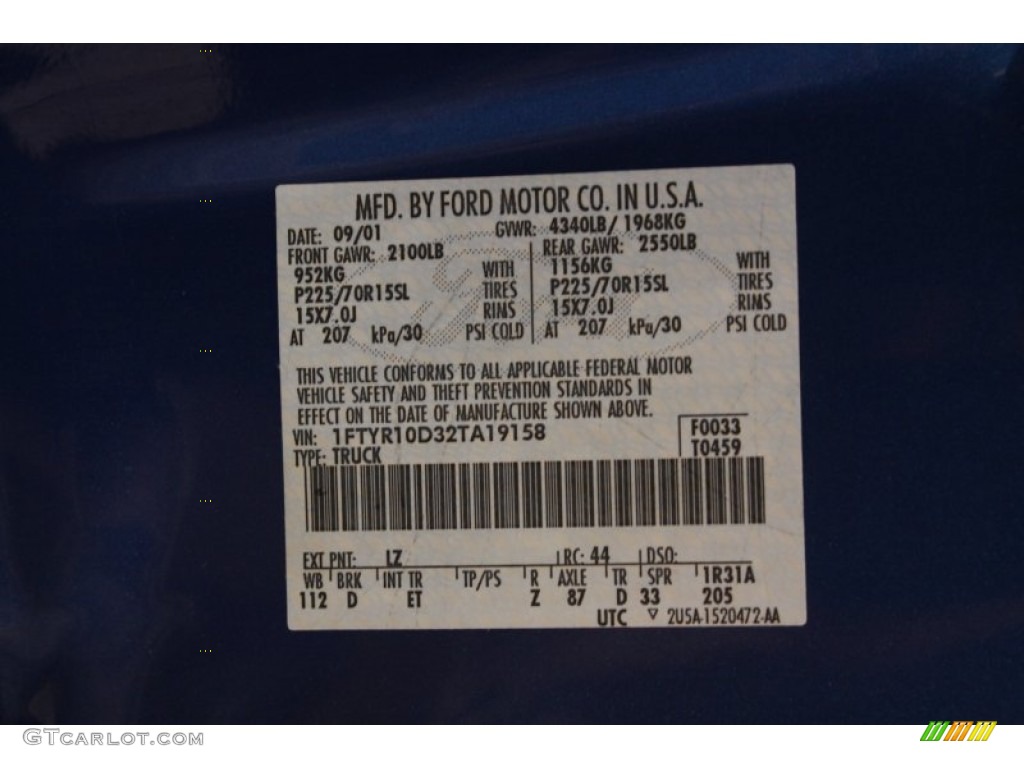 MFD. BY FORD MOTOR CO. IN U.S.A.
DATE: 09/01 GVWR: 4340LB/ 1968KG
FRONT GAWR: 2100LB REAR GAWR: 2550LB
952KG WITH 1156KG WITH
P225/70R15SL TIRES P225/70R15SL TIRES
15X7.0J RIMS 15X7.0J RIMS
AT 207 kPa/30 PSI COLD AT 207 kPa/30 PSI COLD
THIS VEHICLE CONFORMS TO ALL APPLICABLE FEDERAL MOTOR
VEHICLE SAFETY AND THEFT PREVENTION STANDARDS IN
EFFECT ON THE DATE OF MANUFACTURE SHOWN ABOVE.
VIN: 1FTYR10D32TA19158 F0033
TYPE: TRUCK T0459
EXT PNT: LZ RC: 44 DSO:
WB BRK INT TR TP/PS R AXLE TR SPR 1R31A
112 D ET Z 87 D 33 205
UTC ▽ 2U5A-1520472-AA
GTCarlot.com